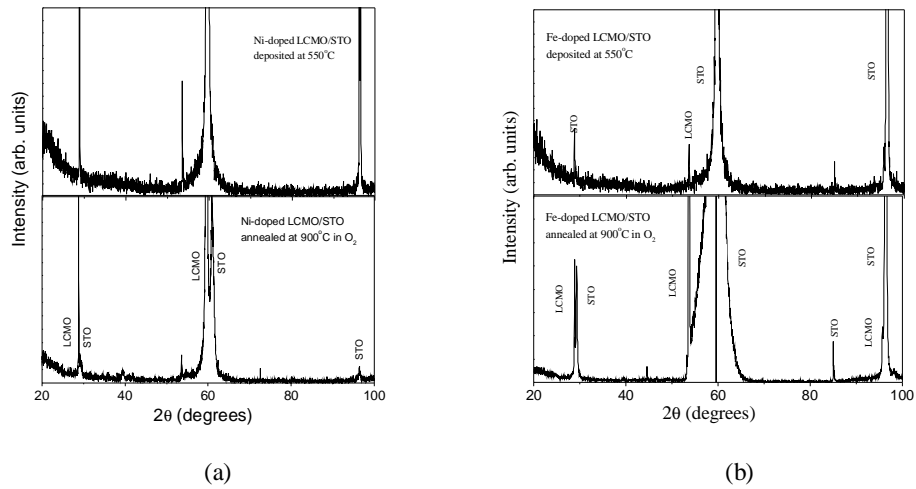 Ni-doped LCMO/STO
deposited at 550°C
Ni-doped LCMO/STO
annealed at 900°C in O₂
LCMO
STO
LCMO
STO
STO
Intensity (arb. units)
20 40 60 80 100
2θ (degrees)
(a)
Fe-doped LCMO/STO
deposited at 550°C
STO
LCMO
STO
STO
Fe-doped LCMO/STO
annealed at 900°C in O₂
LCMO
STO
LCMO
STO
STO
LCMO
STO
Intensity (arb. units)
20 40 60 80 100
2θ (degrees)
(b)